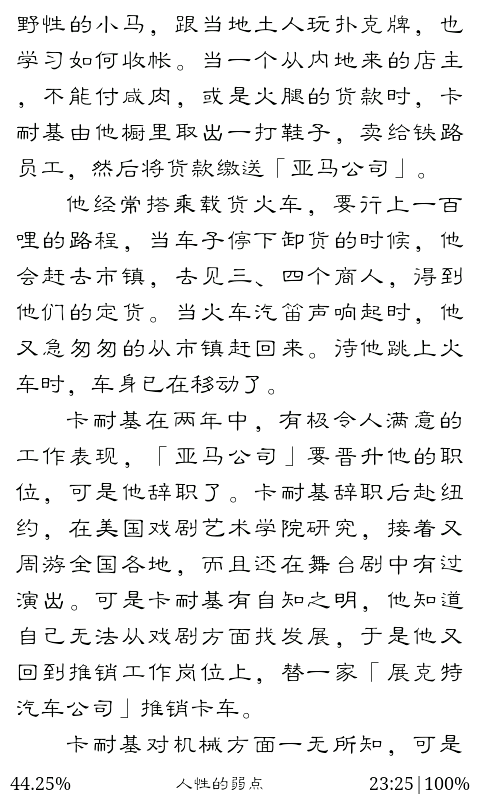 野性的小马，跟当地土人玩扑克牌，也
学习如何收帐。当一个从内地来的店主
，不能付咸肉，或是火腿的货款时，卡
耐基由他橱里取出一打鞋子，卖给铁路
员工，然后将货款缴送「亚马公司」。
他经常搭乘载货火车，要行上一百
哩的路程，当车子停下卸货的时候，他
会赶去市镇，去见三、四个商人，得到
他们的定货。当火车汽笛声响起时，他
又急匆匆的从市镇赶回来。待他跳上火
车时，车身已在移动了。
卡耐基在两年中，有极令人满意的
工作表现，「亚马公司」要晋升他的职
位，可是他辞职了。卡耐基辞职后赴纽
约，在美国戏剧艺术学院研究，接着又
周游全国各地，而且还在舞台剧中有过
演出。可是卡耐基有自知之明，他知道
自己无法从戏剧方面找发展，于是他又
回到推销工作岗位上，替一家「展克特
汽车公司」推销卡车。
卡耐基对机械方面一无所知，可是
44.25% 人性的弱点 23:25|100%